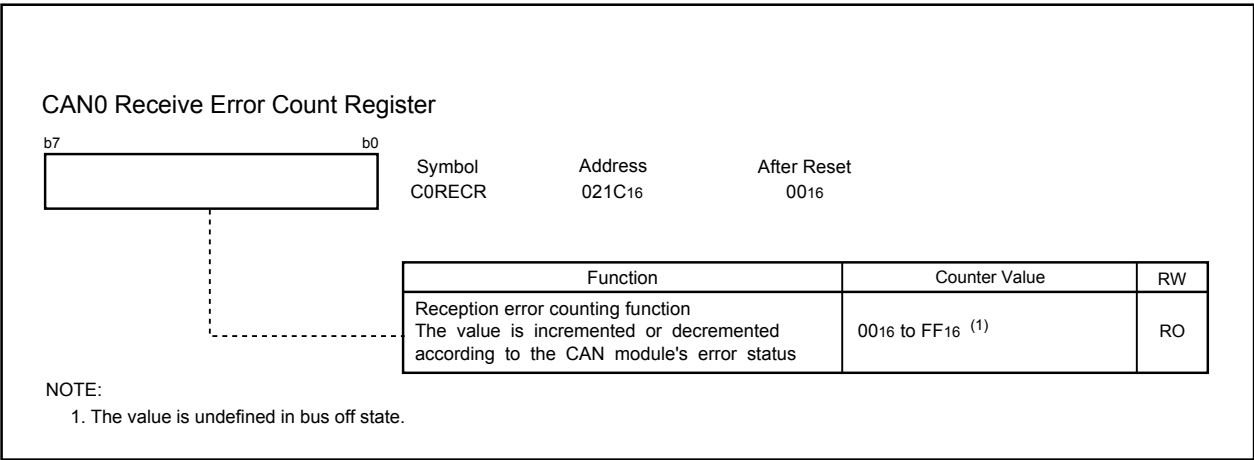 CAN0 Receive Error Count Register
b7 b0
Symbol Address After Reset
C0RECR 021C16 0016
Function Counter Value RW
Reception error counting function
The value is incremented or decremented
according to the CAN module's error status
0016 to FF16 (1)
RO
NOTE:
1. The value is undefined in bus off state.